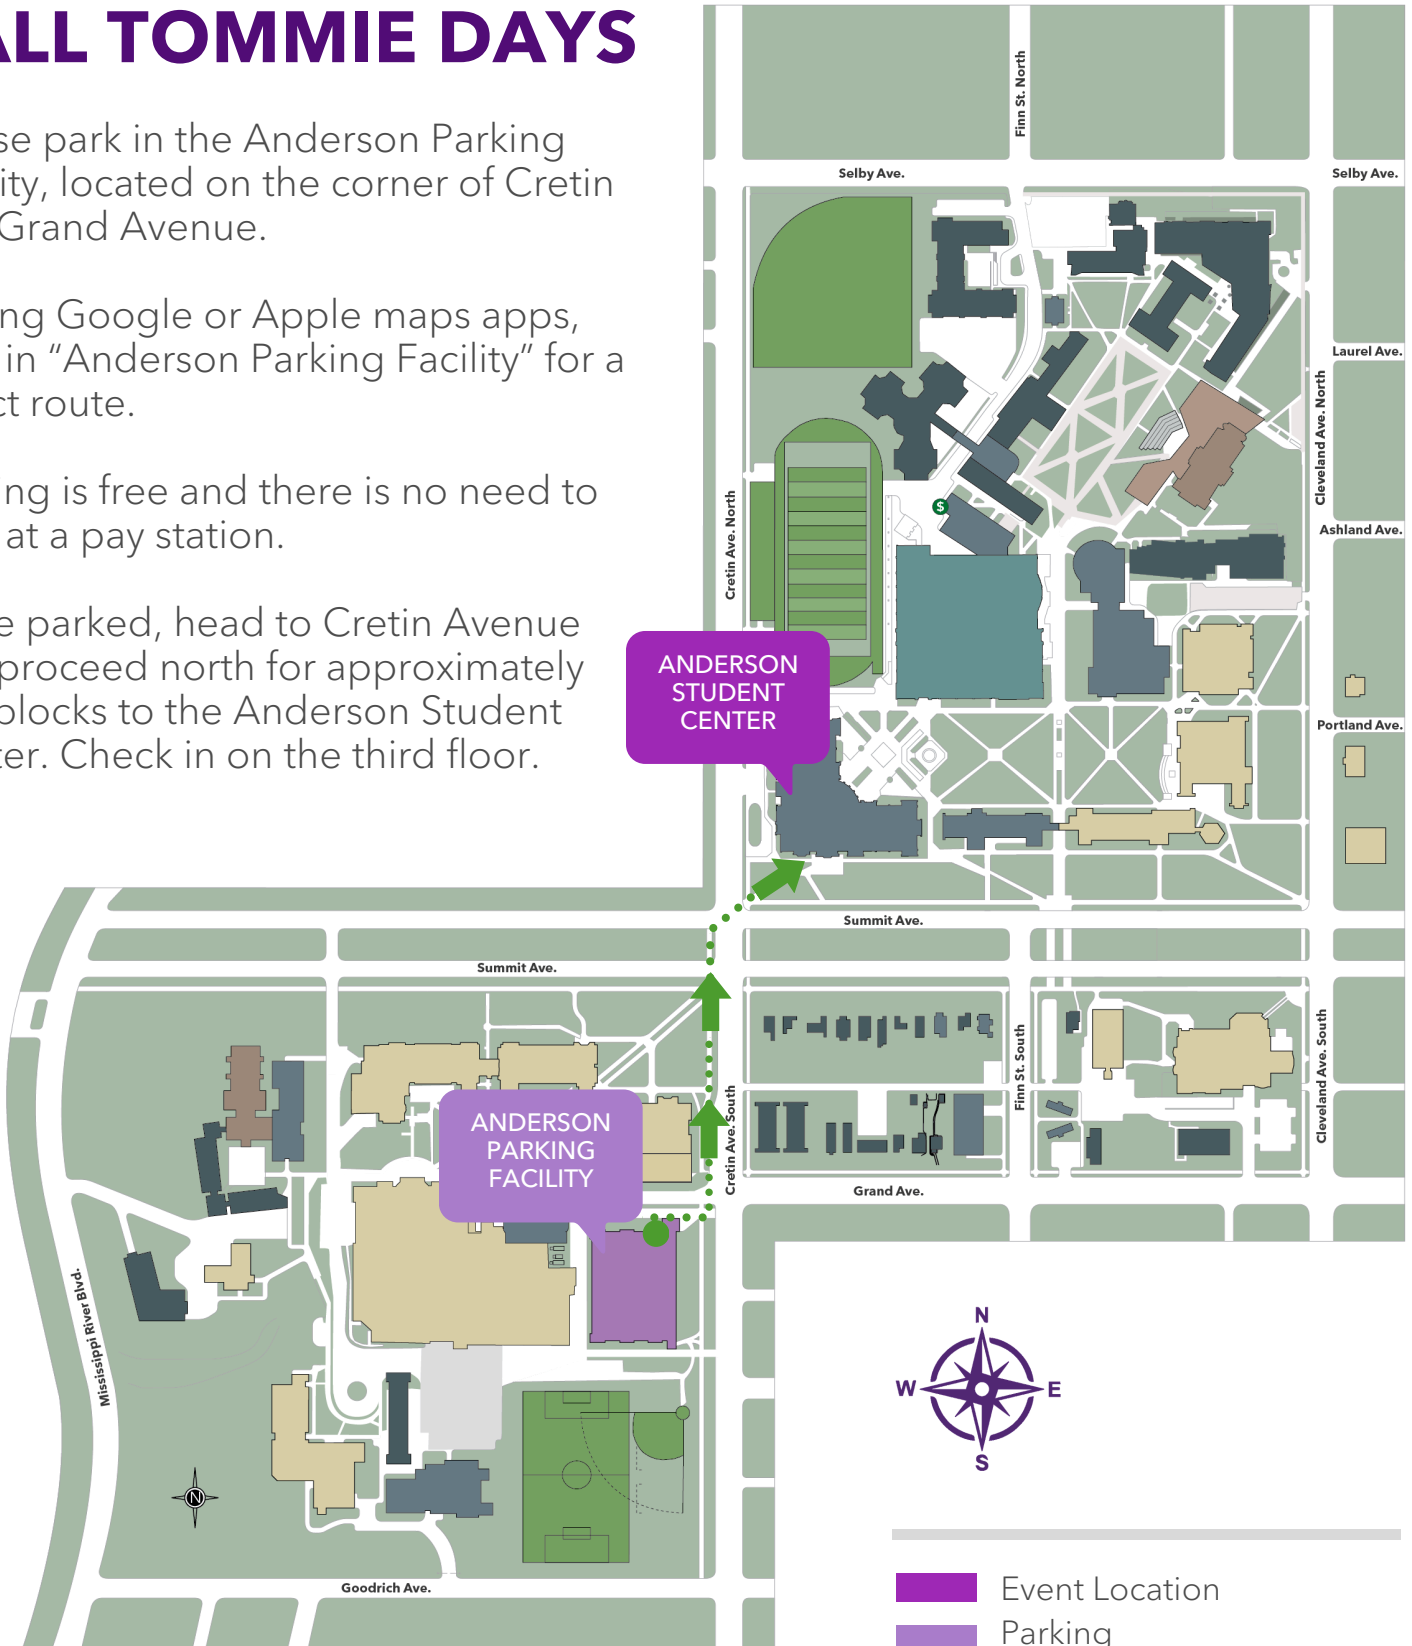 ALL TOMMIE DAYS
se park in the Anderson Parking
ity, located on the corner of Cretin
Grand Avenue.
ng Google or Apple maps apps,
in “Anderson Parking Facility” for a
ct route.
ing is free and there is no need to
at a pay station.
e parked, head to Cretin Avenue
proceed north for approximately
blocks to the Anderson Student
ter. Check in on the third floor.
Finn St. North
Selby Ave.
Selby Ave.
Laurel Ave.
Cleveland Ave. North
Cretin Ave. North
$
Ashland Ave.
ANDERSON
STUDENT
CENTER
Portland Ave.
Summit Ave.
Summit Ave.
Finn St. South
Cleveland Ave. South
Cretin Ave. South
ANDERSON
PARKING
FACILITY
Grand Ave.
Mississippi River Blvd.
N
W
E
S
N
Goodrich Ave.
Event Location
Parking